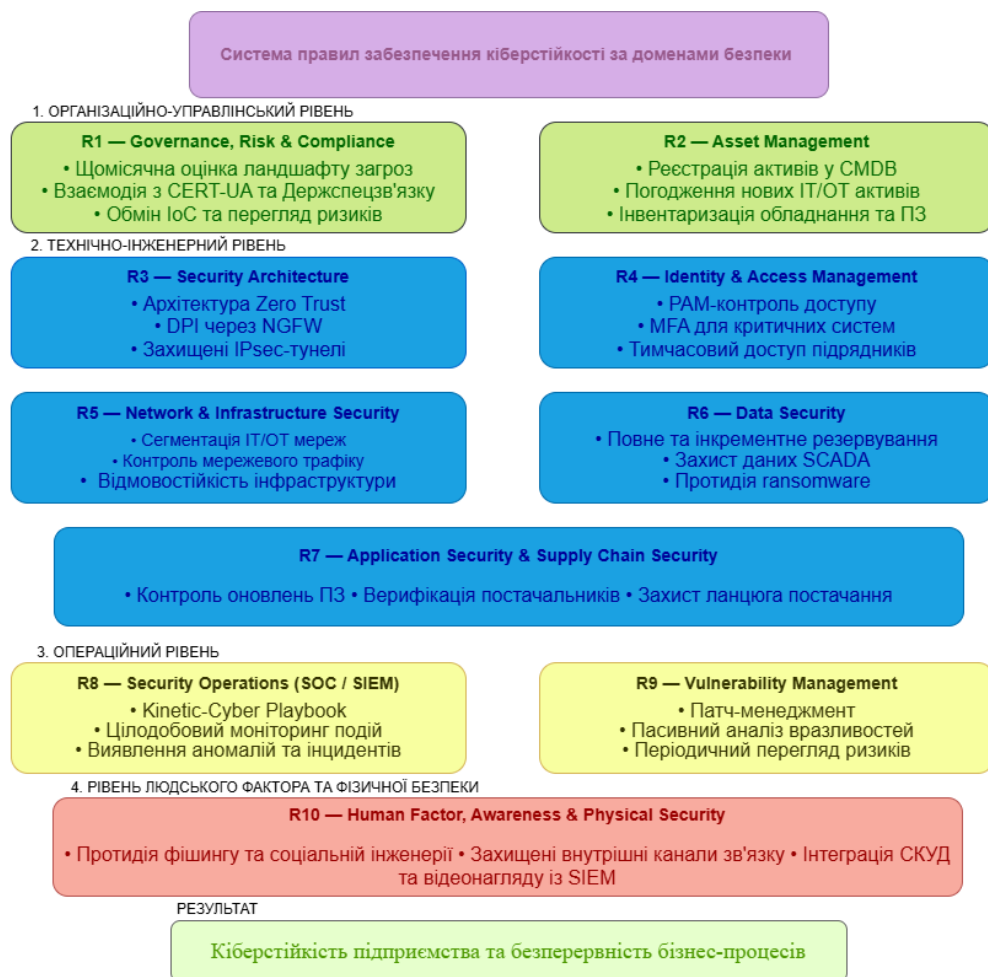 Система правил забезпечення кіберстійкості за доменами безпеки
1. ОРГАНІЗАЦІЙНО-УПРАВЛІНСЬКИЙ РІВЕНЬ
R1 — Governance, Risk & Compliance
• Щомісячна оцінка ландшафту загроз
• Взаємодія з CERT-UA та Держспецзв'язку
• Обмін IoC та перегляд ризиків
R2 — Asset Management
• Реєстрація активів у CMDB
• Погодження нових IT/OT активів
• Інвентаризація обладнання та ПЗ
2. ТЕХНІЧНО-ІНЖЕНЕРНИЙ РІВЕНЬ
R3 — Security Architecture
• Архітектура Zero Trust
• DPI через NGFW
• Захищені IPsec-тунелі
R4 — Identity & Access Management
• PAM-контроль доступу
• MFA для критичних систем
• Тимчасовий доступ підрядників
R5 — Network & Infrastructure Security
• Сегментація IT/OT мереж
• Контроль мережевого трафіку
• Відмовостійкість інфраструктури
R6 — Data Security
• Повне та інкрементне резервування
• Захист даних SCADA
• Протидія ransomware
R7 — Application Security & Supply Chain Security
• Контроль оновлень ПЗ • Верифікація постачальників • Захист ланцюга постачання
3. ОПЕРАЦІЙНИЙ РІВЕНЬ
R8 — Security Operations (SOC / SIEM)
• Kinetic-Cyber Playbook
• Цілодобовий моніторинг подій
• Виявлення аномалій та інцидентів
R9 — Vulnerability Management
• Патч-менеджмент
• Пасивний аналіз вразливостей
• Періодичний перегляд ризиків
4. РІВЕНЬ ЛЮДСЬКОГО ФАКТОРА ТА ФІЗИЧНОЇ БЕЗПЕКИ
R10 — Human Factor, Awareness & Physical Security
• Протидія фішингу та соціальній інженерії • Захищені внутрішні канали зв'язку • Інтеграція СКУД
та відеонагляду із SIEM
РЕЗУЛЬТАТ
Кіберстійкість підприємства та безперервність бізнес-процесів